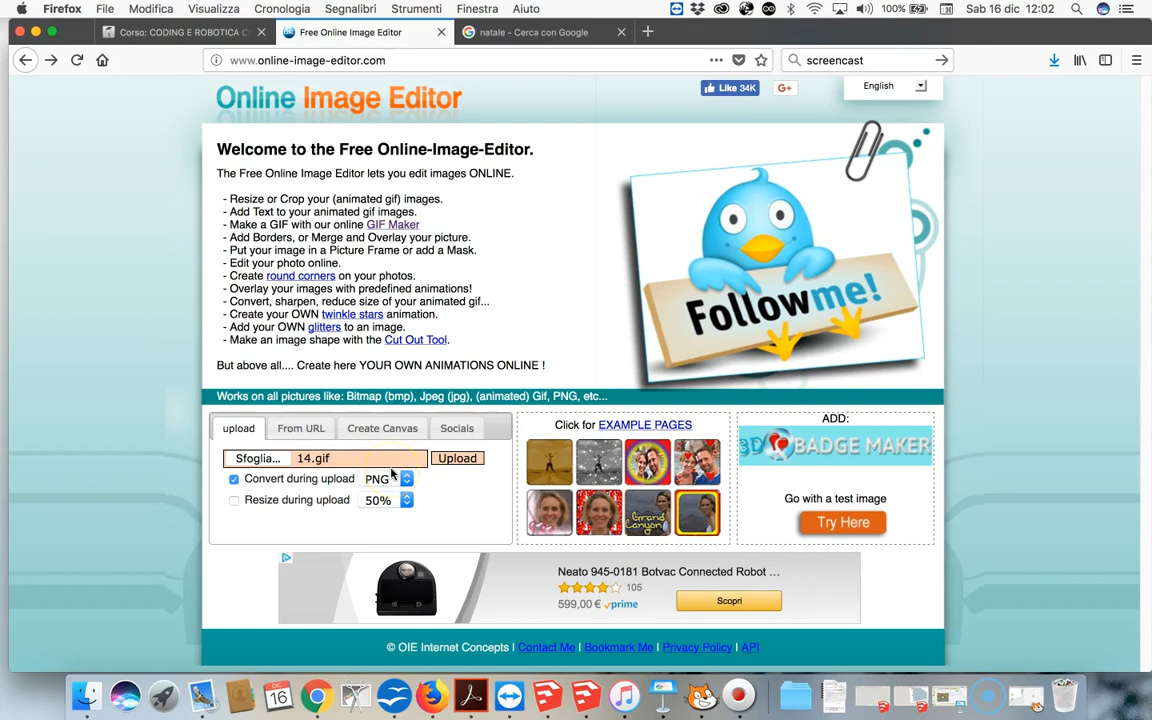 Firefox File Modifica Visualizza Cronologia Segnalibri Strumenti Finestra Aiuto 100% Sab 16 dic 12:02
Corso: CODING E ROBOTICA Free Online Image Editor natale - Cerca con Google
www.online-image-editor.com screencast
Online Image Editor Like 34K G+ English
Welcome to the Free Online-Image-Editor.
The Free Online Image Editor lets you edit images ONLINE.
- Resize or Crop your (animated gif) images.
- Add Text to your animated gif images.
- Make a GIF with our online GIF Maker
- Add Borders, or Merge and Overlay your picture.
- Put your image in a Picture Frame or add a Mask.
- Edit your photo online.
- Create round corners on your photos.
- Overlay your images with predefined animations!
- Convert, sharpen, reduce size of your animated gif...
- Create your OWN twinkle stars animation.
- Add your OWN glitters to an image.
- Make an image shape with the Cut Out Tool.
But above all.... Create here YOUR OWN ANIMATIONS ONLINE !
Follow me!
Works on all pictures like: Bitmap (bmp), Jpeg (jpg), (animated) Gif, PNG, etc...
upload From URL Create Canvas Socials
Sfoglia... 14.gif Upload
Convert during upload PNG
Resize during upload 50%
Click for EXAMPLE PAGES
Grand
Canyon
ADD:
3D BADGE MAKER
Go with a test image
Try Here
Neato 945-0181 Botvac Connected Robot ...
105
599,00 € prime
Scopri
© OIE Internet Concepts | Contact Me | Bookmark Me | Privacy Policy | API
DIC
16